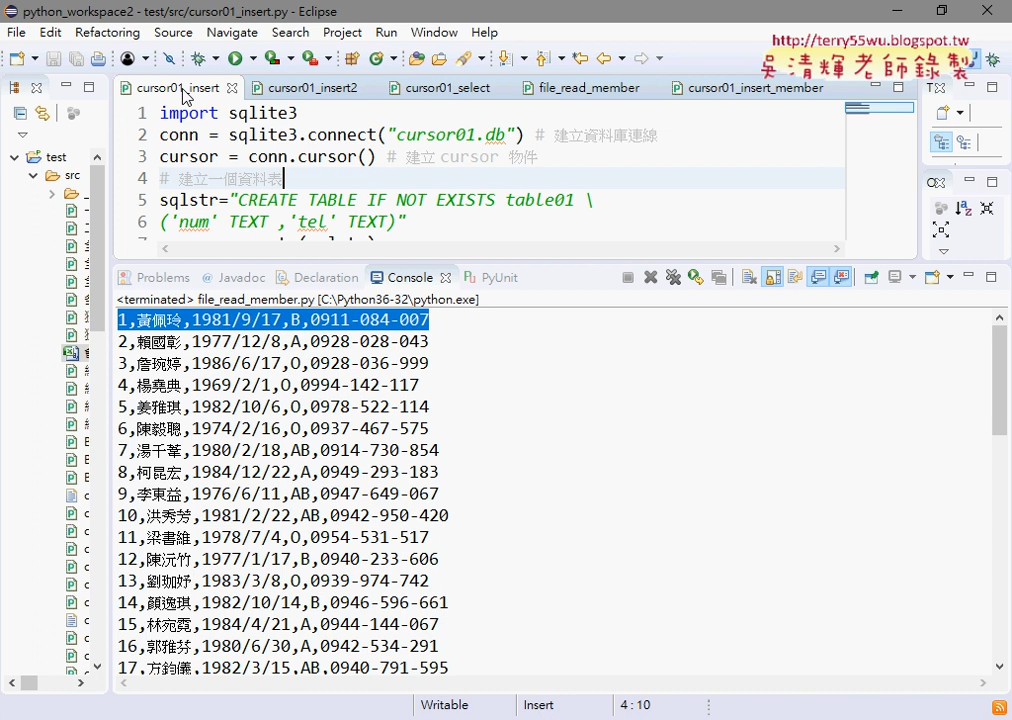 python_workspace2 - test/src/cursor01_insert.py - Eclipse
File Edit Refactoring Source Navigate Search Project Run Window Help
http://terry55wu.blogspot.tw
吳清輝老師錄製
cursor01_insert cursor01_insert2 cursor01_select file_read_member cursor01_insert_member
1 import sqlite3
2 conn = sqlite3.connect("cursor01.db") # 建立資料庫連線
3 cursor = conn.cursor() # 建立 cursor 物件
4 # 建立一個資料表
5 sqlstr="CREATE TABLE IF NOT EXISTS table01 \
6 ('num' TEXT ,'tel' TEXT)"
test
src
Problems Javadoc Declaration Console PyUnit
<terminated> file_read_member.py [C:\Python36-32\python.exe]
1,黃佩玲,1981/9/17,B,0911-084-007
2,賴國彰,1977/12/8,A,0928-028-043
3,詹琬婷,1986/6/17,O,0928-036-999
4,楊堯典,1969/2/1,O,0994-142-117
5,姜雅琪,1982/10/6,O,0978-522-114
6,陳毅聰,1974/2/16,O,0937-467-575
7,湯千葦,1980/2/18,AB,0914-730-854
8,柯昆宏,1984/12/22,A,0949-293-183
9,李東益,1976/6/11,AB,0947-649-067
10,洪秀芳,1981/2/22,AB,0942-950-420
11,梁書維,1978/7/4,O,0954-531-517
12,陳沅竹,1977/1/17,B,0940-233-606
13,劉珈妤,1983/3/8,O,0939-974-742
14,顏逸琪,1982/10/14,B,0946-596-661
15,林宛霓,1984/4/21,A,0944-144-067
16,郭雅芬,1980/6/30,A,0942-534-291
17,方鈞儀,1982/3/15,AB,0940-791-595
Writable Insert 4 : 10